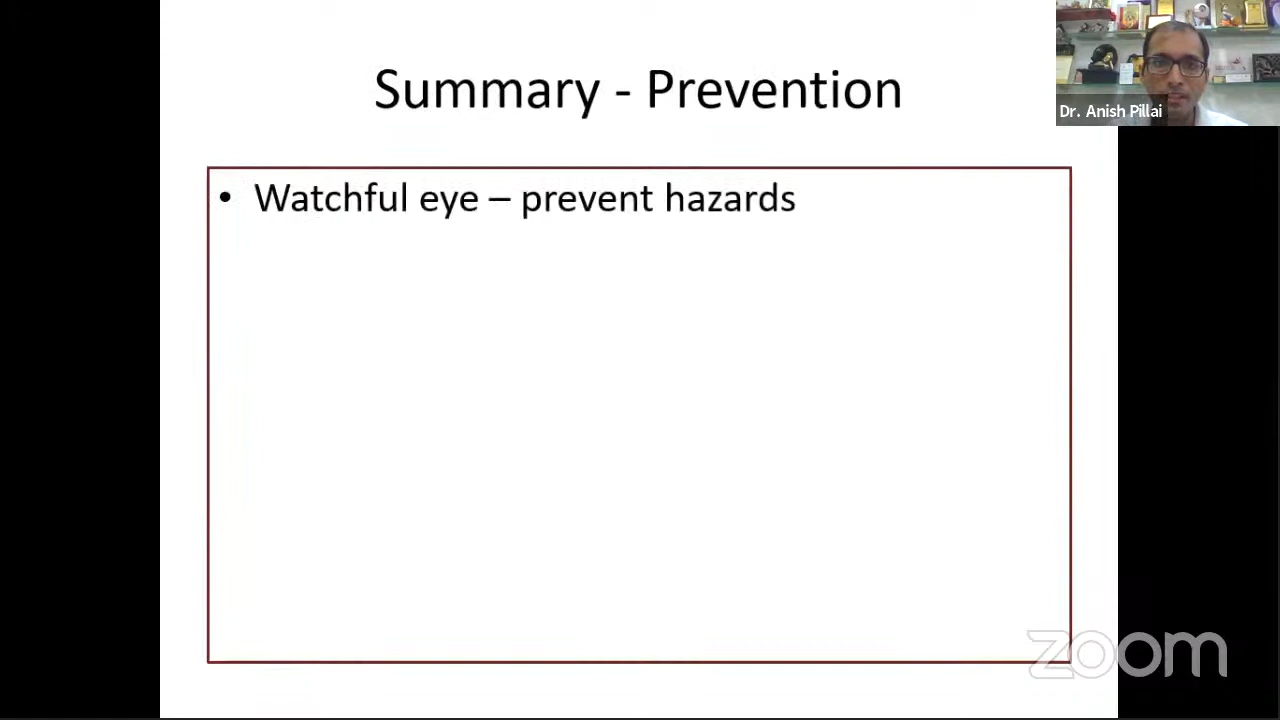 Summary - Prevention
Dr. Anish Pillai
• Watchful eye – prevent hazards
zoom